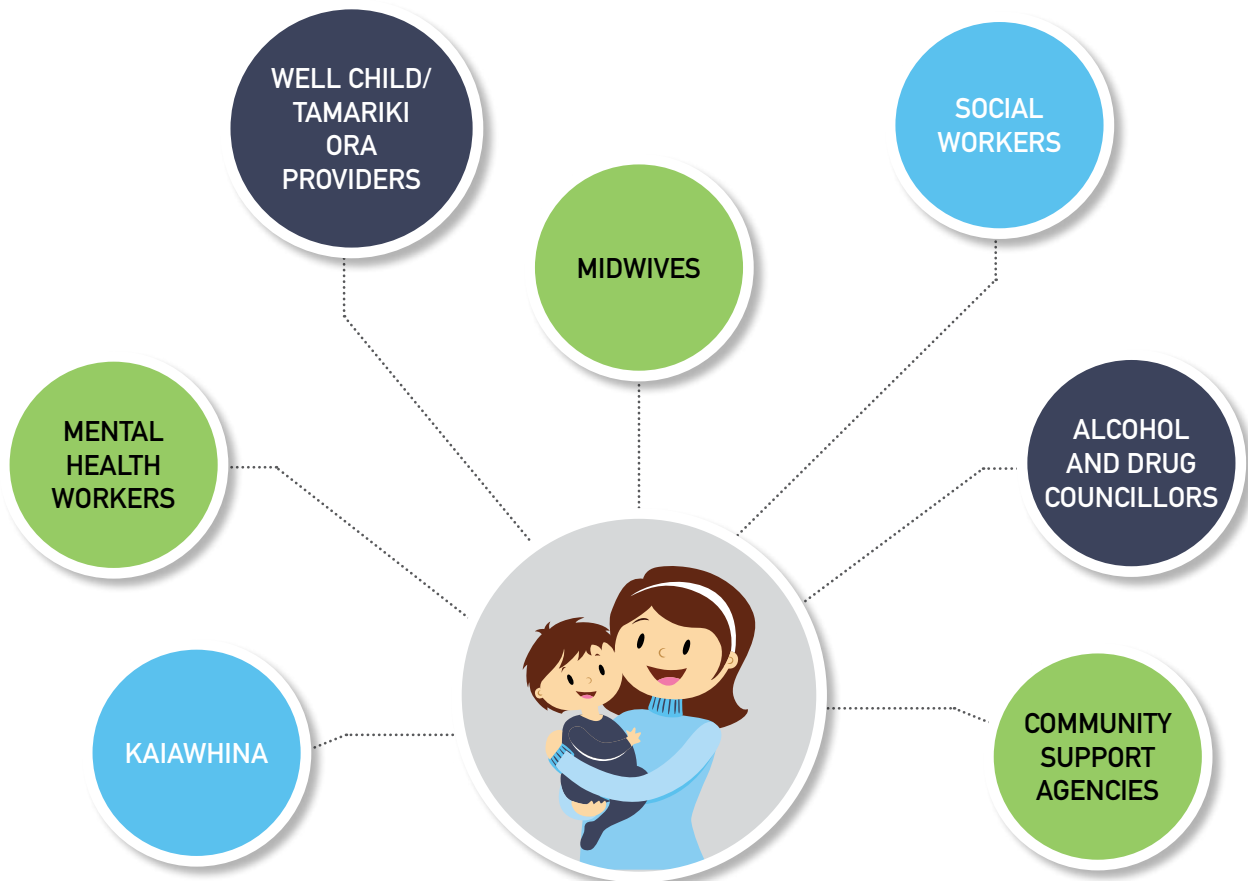 WELL CHILD/
TAMARIKI
ORA
PROVIDERS
MIDWIVES
SOCIAL
WORKERS
MENTAL
HEALTH
WORKERS
ALCOHOL
AND DRUG
COUNCILLORS
KAIAWHINA
COMMUNITY
SUPPORT
AGENCIES